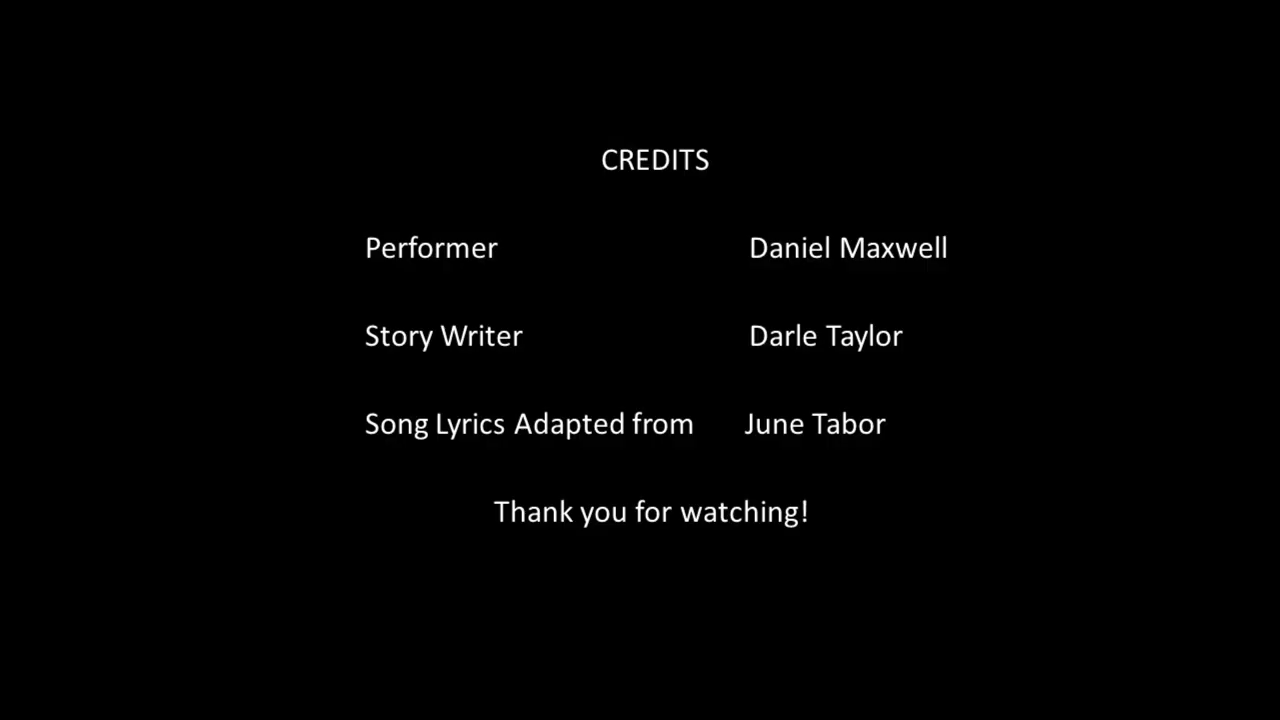 CREDITS
Performer Daniel Maxwell
Story Writer Darle Taylor
Song Lyrics Adapted from June Tabor
Thank you for watching!